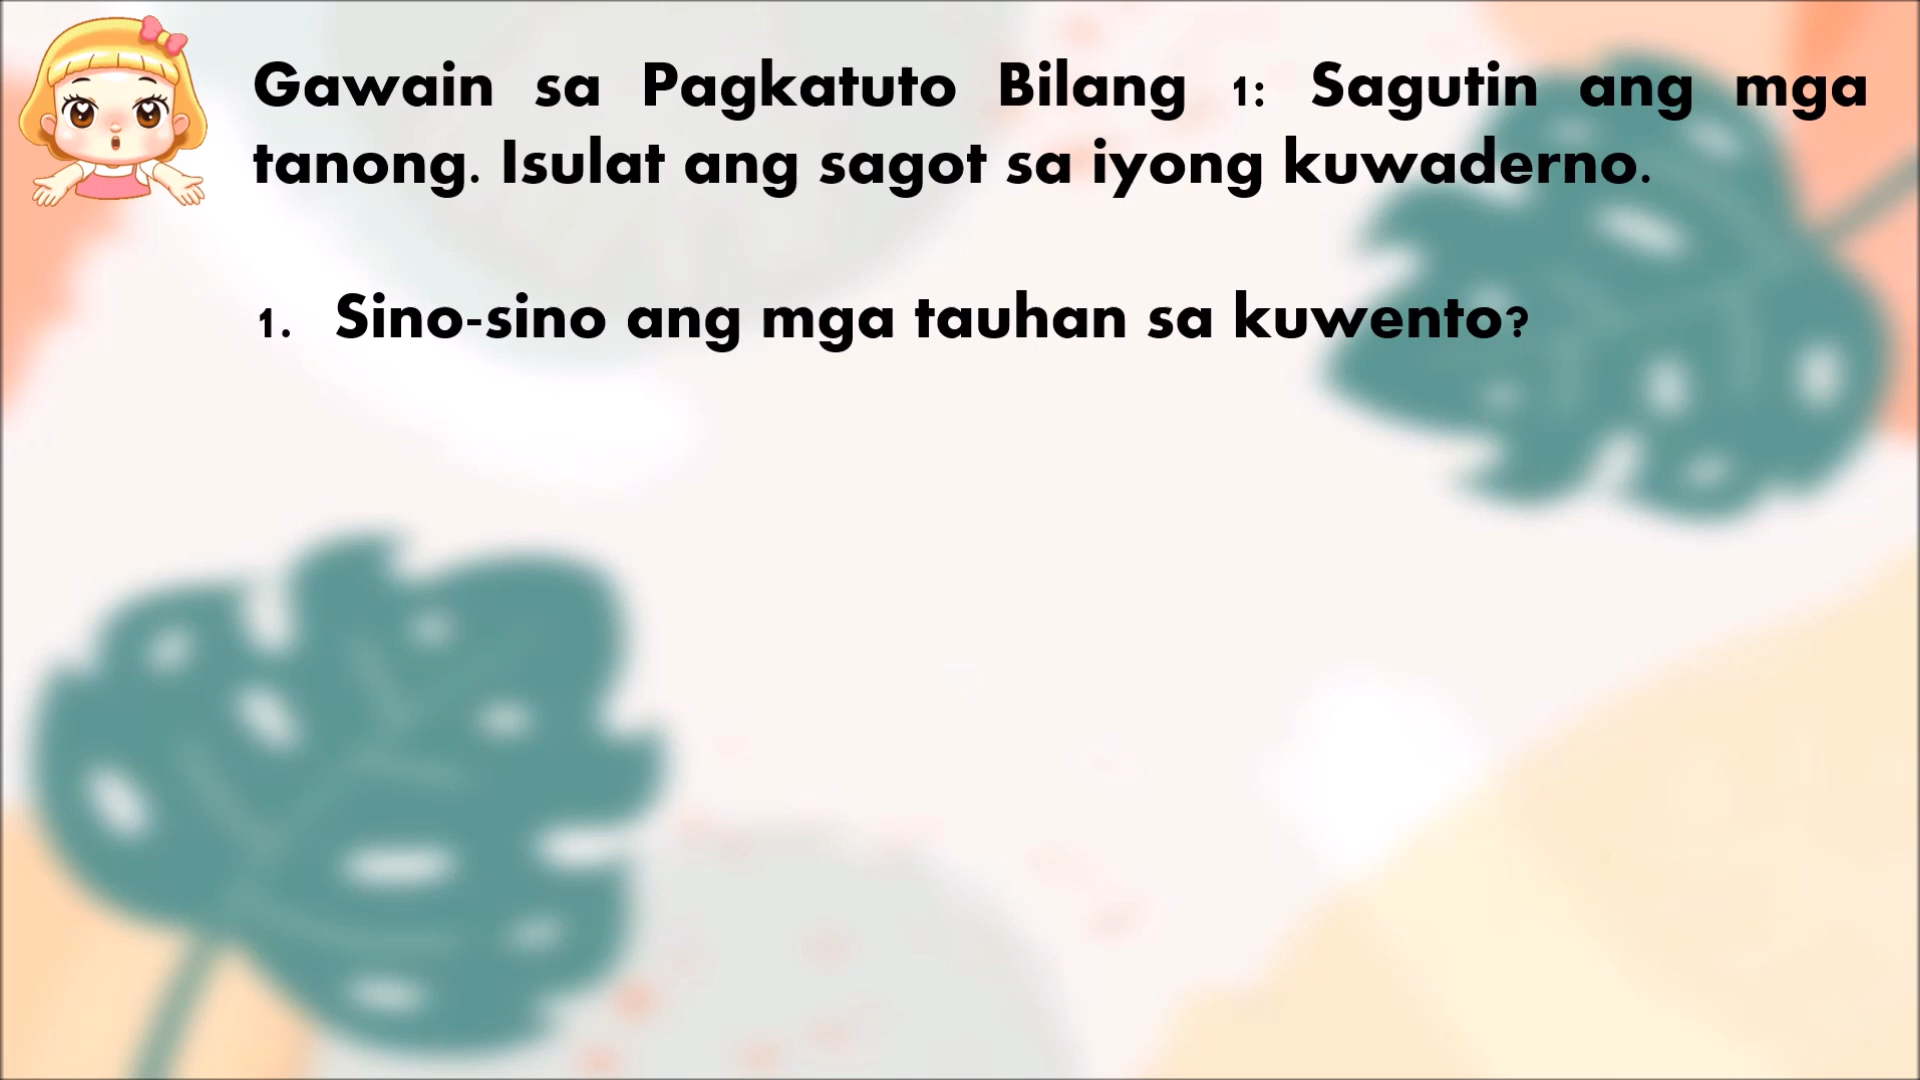 Gawain sa Pagkatuto Bilang 1: Sagutin ang mga
tanong. Isulat ang sagot sa iyong kuwaderno.
1. Sino-sino ang mga tauhan sa kuwento?